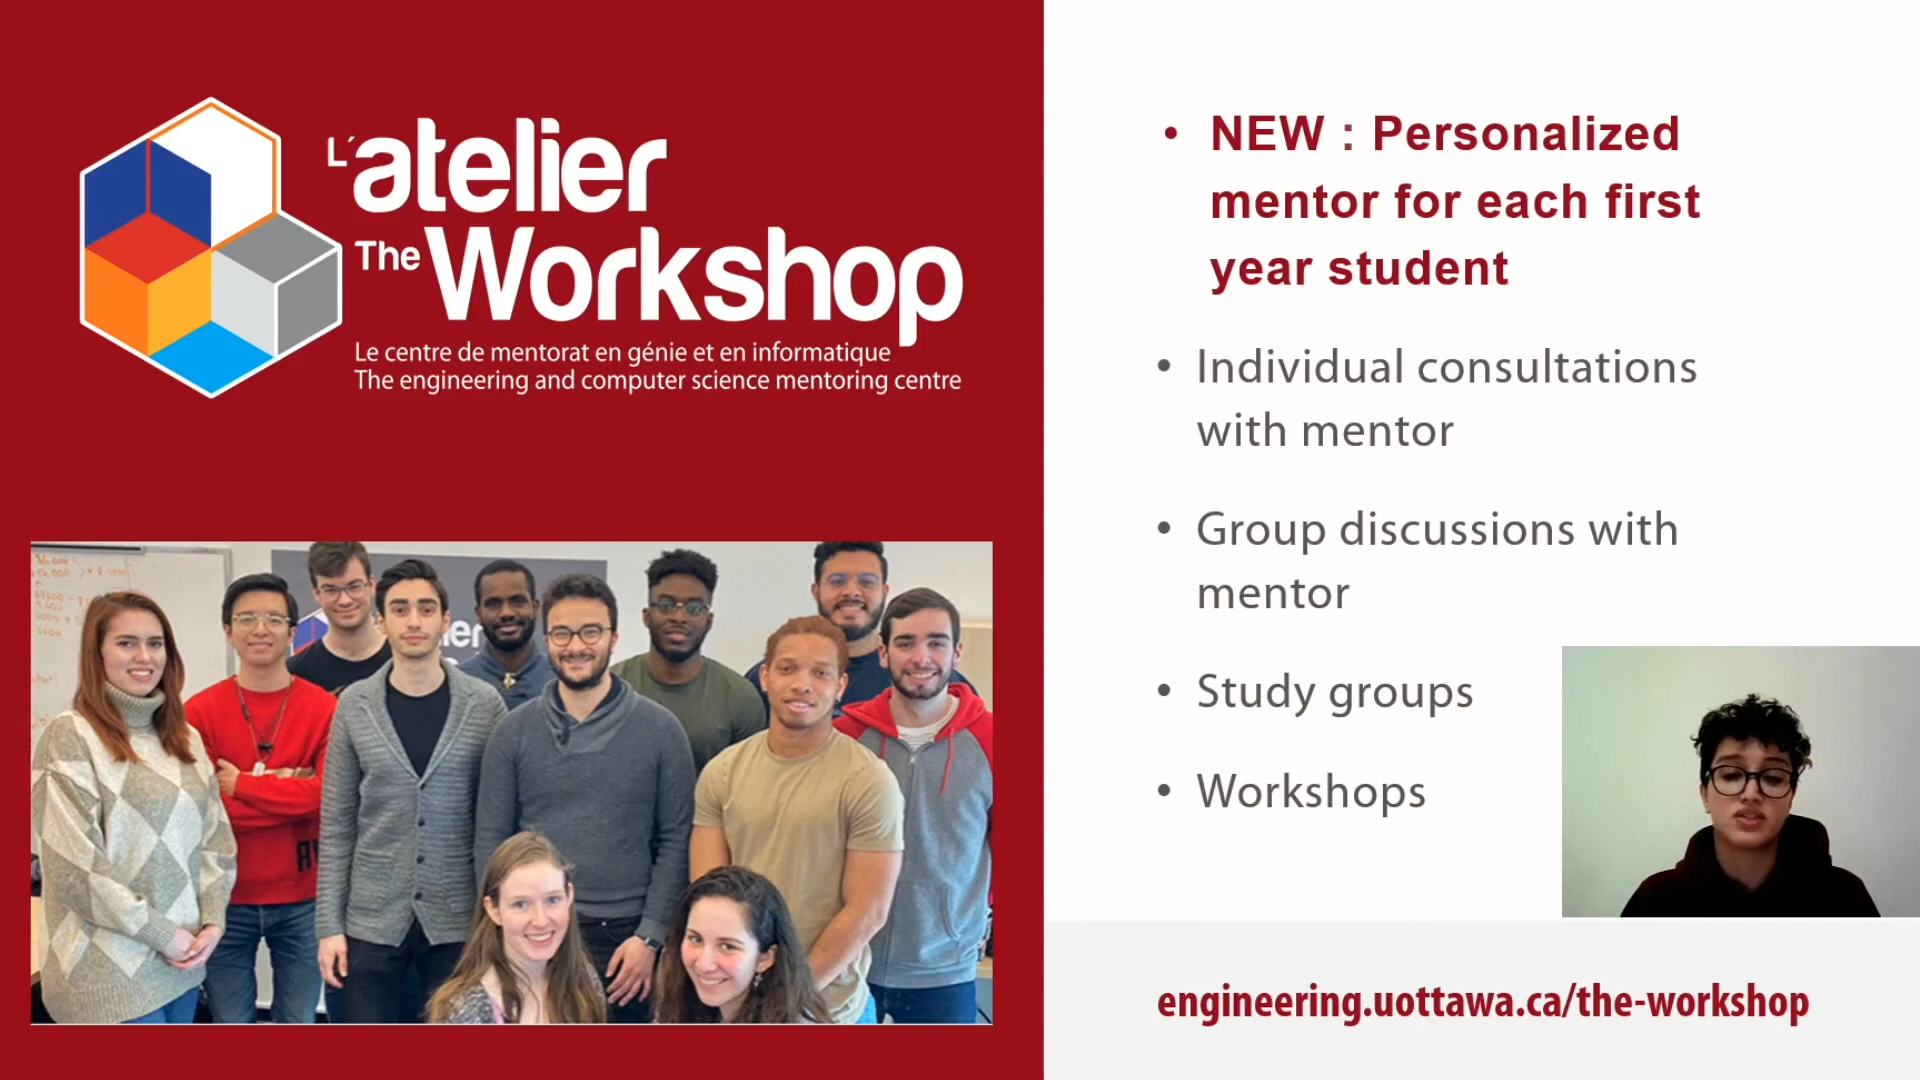 L'atelier
The Workshop
Le centre de mentorat en génie et en informatique
The engineering and computer science mentoring centre
• NEW : Personalized
mentor for each first
year student
• Individual consultations
with mentor
• Group discussions with
mentor
• Study groups
• Workshops
engineering.uottawa.ca/the-workshop